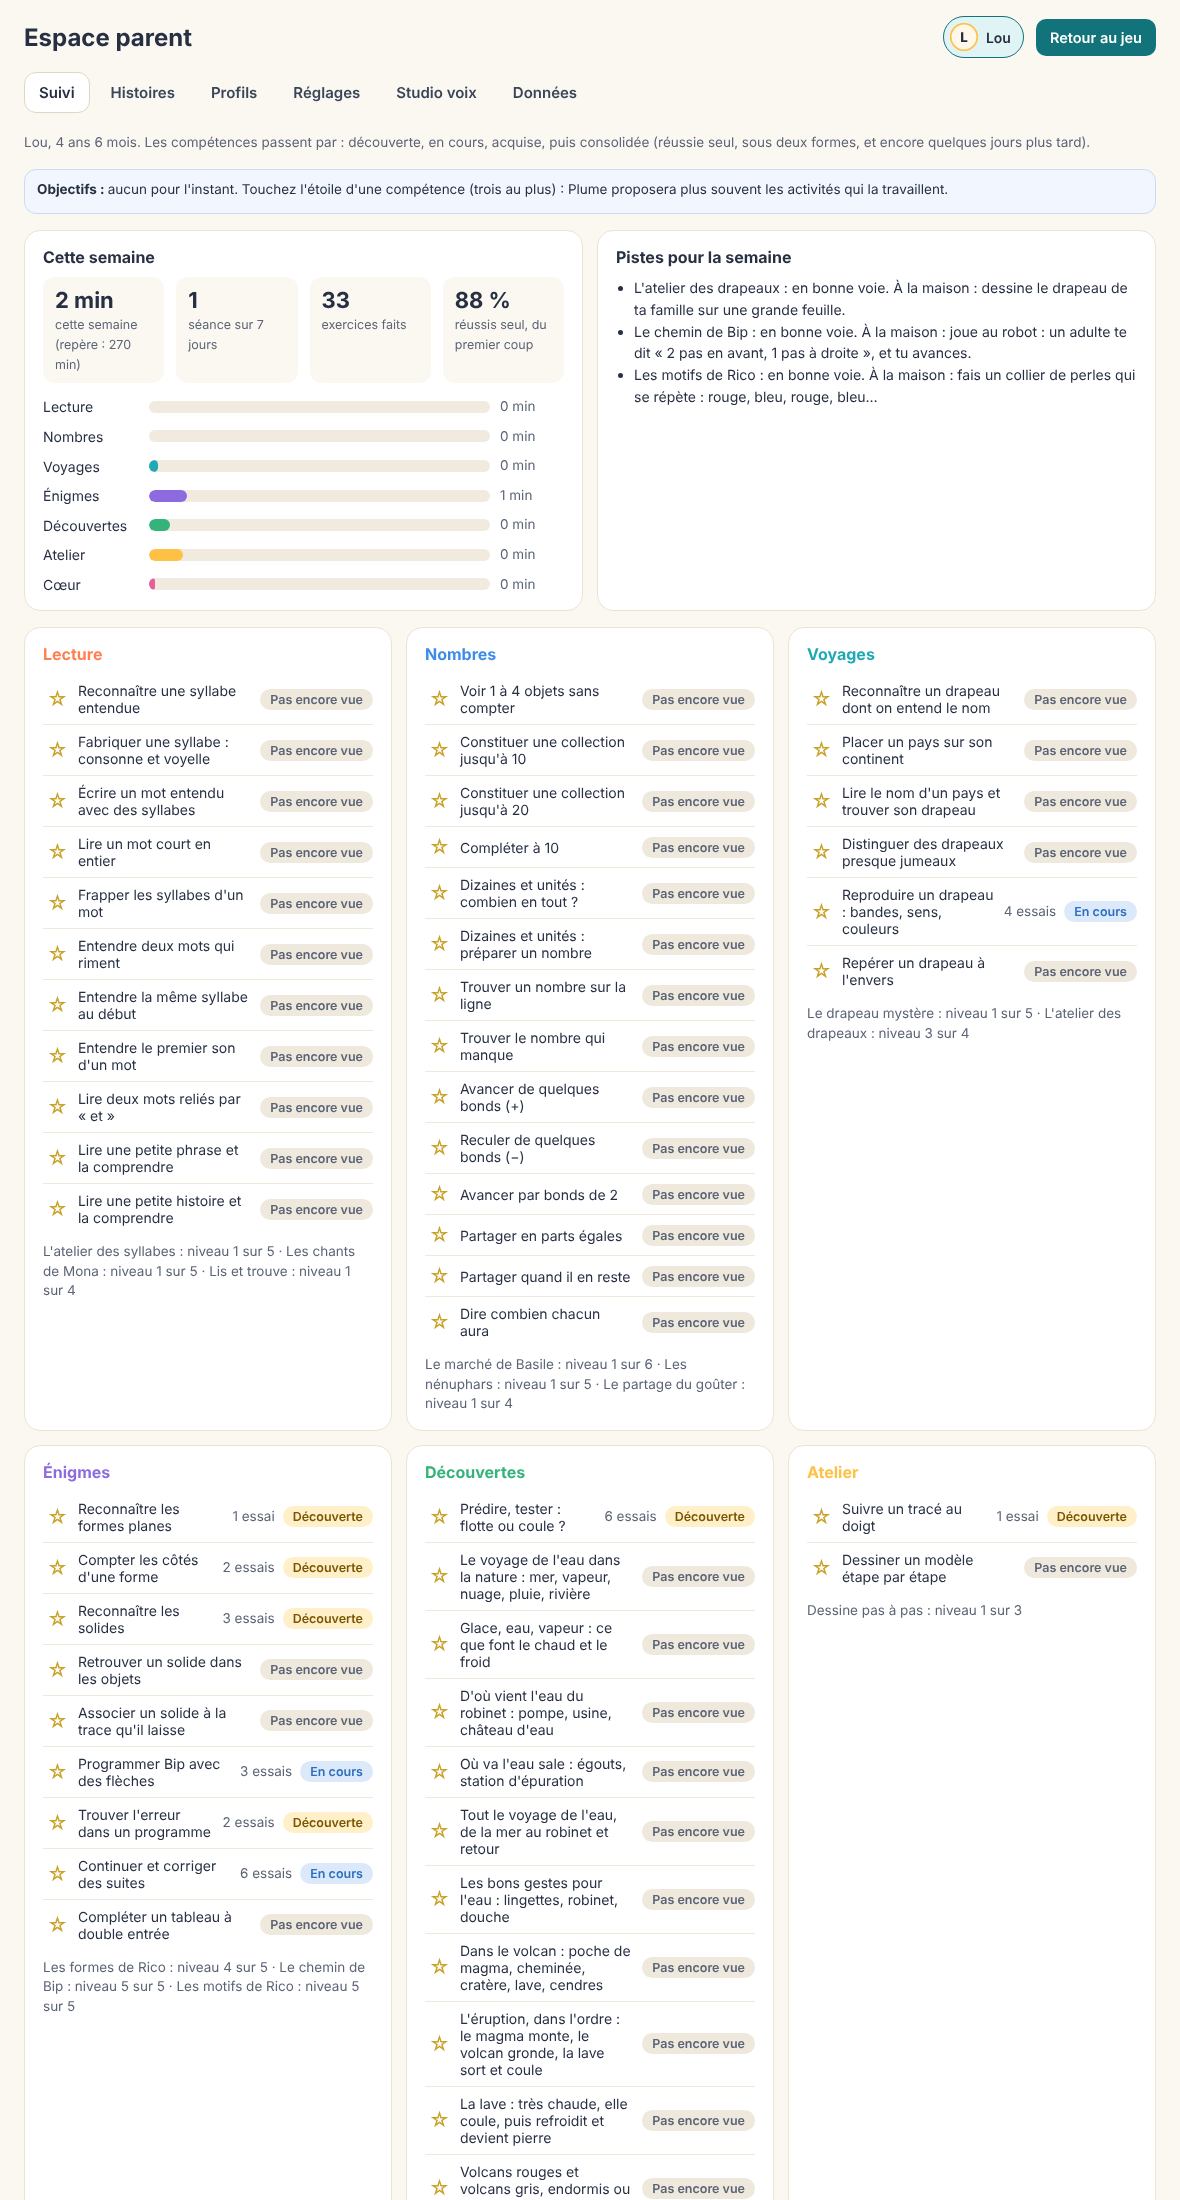 Espace parent
L
Lou
Retour au jeu
Suivi
Histoires
Profils
Réglages
Studio voix
Données
Lou, 4 ans 6 mois. Les compétences passent par : découverte, en cours, acquise, puis consolidée (réussie seul, sous deux formes, et encore quelques jours plus tard).
Objectifs : aucun pour l'instant. Touchez l'étoile d'une compétence (trois au plus) : Plume proposera plus souvent les activités qui la travaillent.
Cette semaine
2 min
cette semaine
(repère : 270
min)
1
séance sur 7
jours
33
exercices faits
88 %
réussis seul, du
premier coup
Lecture
0 min
Nombres
0 min
Voyages
0 min
Énigmes
1 min
Découvertes
0 min
Atelier
0 min
Cœur
0 min
Pistes pour la semaine
• L'atelier des drapeaux : en bonne voie. À la maison : dessine le drapeau de
ta famille sur une grande feuille.
• Le chemin de Bip : en bonne voie. À la maison : joue au robot : un adulte te
dit « 2 pas en avant, 1 pas à droite », et tu avances.
• Les motifs de Rico : en bonne voie. À la maison : fais un collier de perles qui
se répète : rouge, bleu, rouge, bleu…
Lecture
Reconnaître une syllabe
entendue
Pas encore vue
Fabriquer une syllabe :
consonne et voyelle
Pas encore vue
Écrire un mot entendu
avec des syllabes
Pas encore vue
Lire un mot court en
entier
Pas encore vue
Frapper les syllabes d'un
mot
Pas encore vue
Entendre deux mots qui
riment
Pas encore vue
Entendre la même syllabe
au début
Pas encore vue
Entendre le premier son
d'un mot
Pas encore vue
Lire deux mots reliés par
« et »
Pas encore vue
Lire une petite phrase et
la comprendre
Pas encore vue
Lire une petite histoire et
la comprendre
Pas encore vue
L'atelier des syllabes : niveau 1 sur 5 · Les chants
de Mona : niveau 1 sur 5 · Lis et trouve : niveau 1
sur 4
Nombres
Voir 1 à 4 objets sans
compter
Pas encore vue
Constituer une collection
jusqu'à 10
Pas encore vue
Constituer une collection
jusqu'à 20
Pas encore vue
Compléter à 10
Pas encore vue
Dizaines et unités :
combien en tout ?
Pas encore vue
Dizaines et unités :
préparer un nombre
Pas encore vue
Trouver un nombre sur la
ligne
Pas encore vue
Trouver le nombre qui
manque
Pas encore vue
Avancer de quelques
bonds (+)
Pas encore vue
Reculer de quelques
bonds (−)
Pas encore vue
Avancer par bonds de 2
Pas encore vue
Partager en parts égales
Pas encore vue
Partager quand il en reste
Pas encore vue
Dire combien chacun
aura
Pas encore vue
Le marché de Basile : niveau 1 sur 6 · Les
nénuphars : niveau 1 sur 5 · Le partage du goûter :
niveau 1 sur 4
Voyages
Reconnaître un drapeau
dont on entend le nom
Pas encore vue
Placer un pays sur son
continent
Pas encore vue
Lire le nom d'un pays et
trouver son drapeau
Pas encore vue
Distinguer des drapeaux
presque jumeaux
Pas encore vue
Reproduire un drapeau
: bandes, sens,
couleurs
4 essais
En cours
Repérer un drapeau à
l'envers
Pas encore vue
Le drapeau mystère : niveau 1 sur 5 · L'atelier des
drapeaux : niveau 3 sur 4
Énigmes
Reconnaître les
formes planes
1 essai
Découverte
Compter les côtés
d'une forme
2 essais
Découverte
Reconnaître les
solides
3 essais
Découverte
Retrouver un solide dans
les objets
Pas encore vue
Associer un solide à la
trace qu'il laisse
Pas encore vue
Programmer Bip avec
des flèches
3 essais
En cours
Trouver l'erreur
dans un programme
2 essais
Découverte
Continuer et corriger
des suites
6 essais
En cours
Compléter un tableau à
double entrée
Pas encore vue
Les formes de Rico : niveau 4 sur 5 · Le chemin de
Bip : niveau 5 sur 5 · Les motifs de Rico : niveau 5
sur 5
Découvertes
Prédire, tester :
flotte ou coule ?
6 essais
Découverte
Le voyage de l'eau dans
la nature : mer, vapeur,
nuage, pluie, rivière
Pas encore vue
Glace, eau, vapeur : ce
que font le chaud et le
froid
Pas encore vue
D'où vient l'eau du
robinet : pompe, usine,
château d'eau
Pas encore vue
Où va l'eau sale : égouts,
station d'épuration
Pas encore vue
Tout le voyage de l'eau,
de la mer au robinet et
retour
Pas encore vue
Les bons gestes pour
l'eau : lingettes, robinet,
douche
Pas encore vue
Dans le volcan : poche de
magma, cheminée,
cratère, lave, cendres
Pas encore vue
L'éruption, dans l'ordre :
le magma monte, le
volcan gronde, la lave
sort et coule
Pas encore vue
La lave : très chaude, elle
coule, puis refroidit et
devient pierre
Pas encore vue
Volcans rouges et
volcans gris, endormis ou
Pas encore vue
Atelier
Suivre un tracé au
doigt
1 essai
Découverte
Dessiner un modèle
étape par étape
Pas encore vue
Dessine pas à pas : niveau 1 sur 3